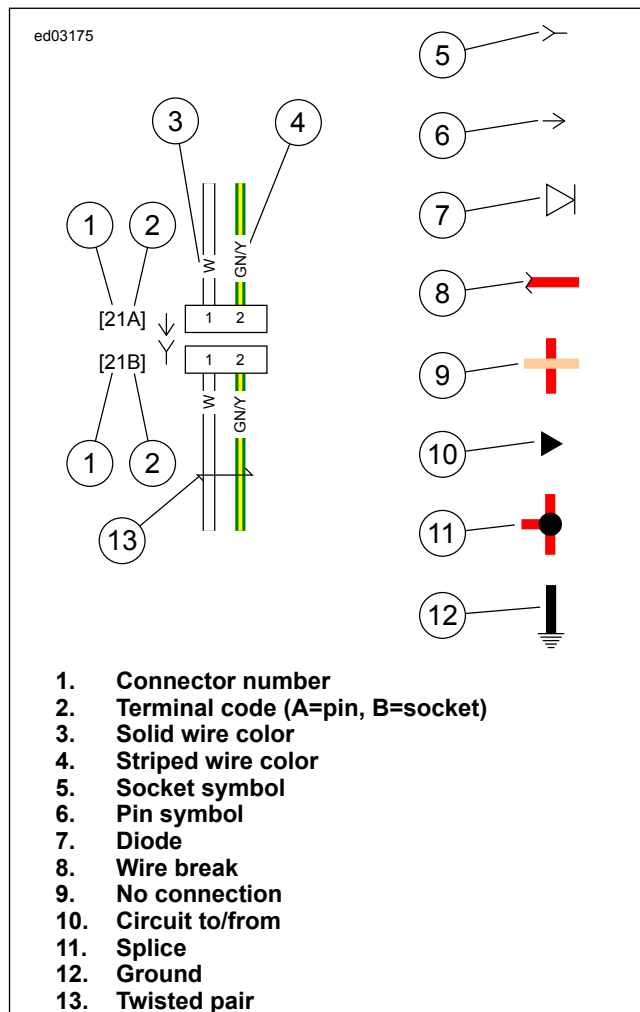 ed03175
5
3
4
6
7
1
2
W
GN/Y
8
[21A]
1 2
[21B]
1 2
9
W
GN/Y
1
2
10
13
11
12
1. Connector number
2. Terminal code (A=pin, B=socket)
3. Solid wire color
4. Striped wire color
5. Socket symbol
6. Pin symbol
7. Diode
8. Wire break
9. No connection
10. Circuit to/from
11. Splice
12. Ground
13. Twisted pair